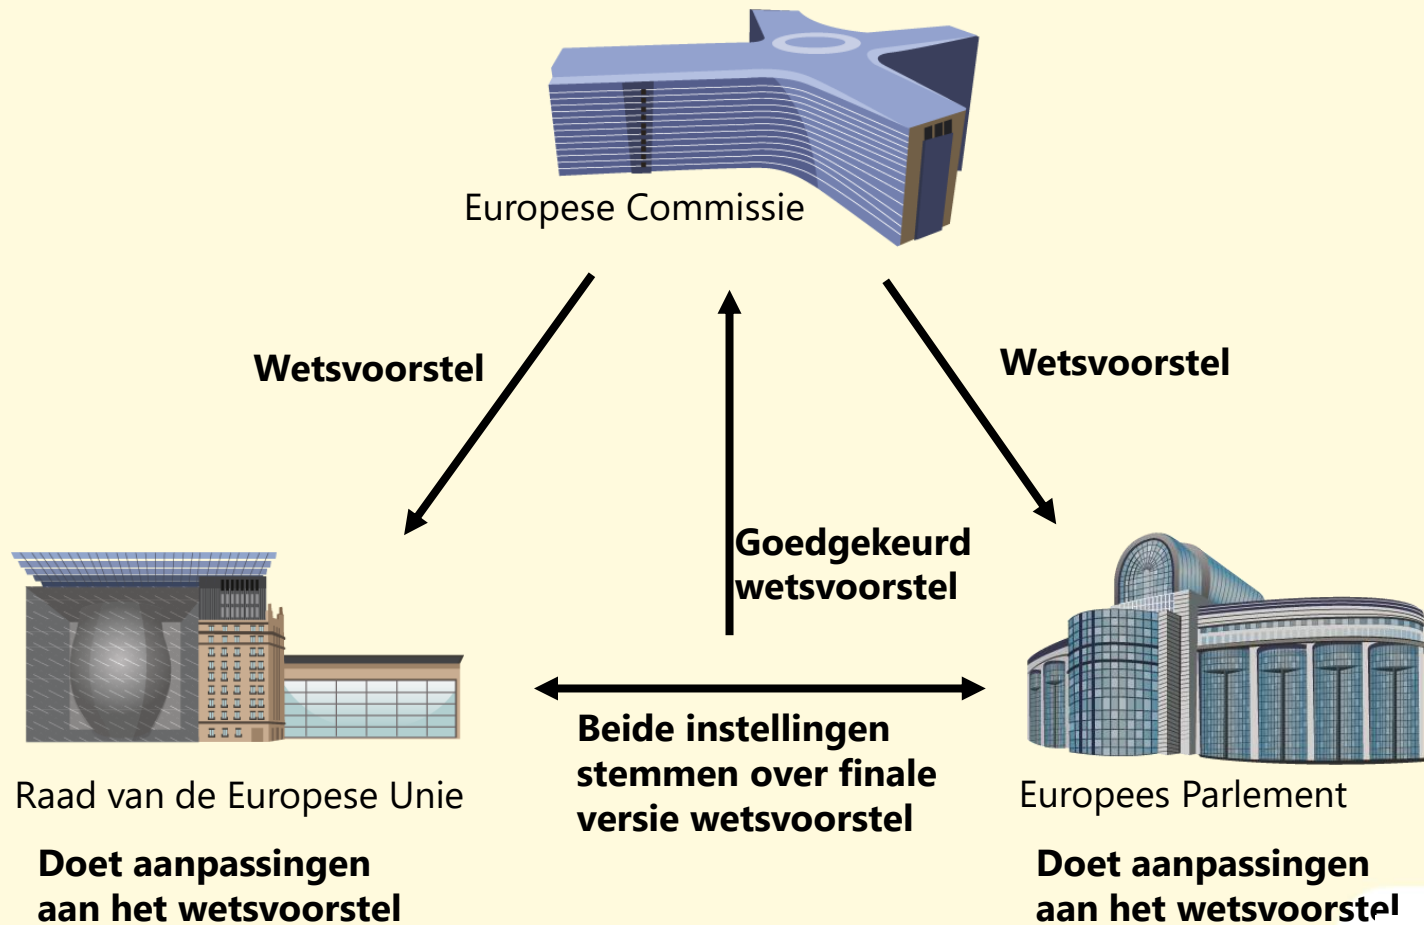 Europese Commissie
Wetsvoorstel
Wetsvoorstel
Goedgekeurd
wetsvoorstel
Beide instellingen
stemmen over finale
versie wetsvoorstel
Raad van de Europese Unie
Europees Parlement
Doet aanpassingen
aan het wetsvoorstel
Doet aanpassingen
aan het wetsvoorstel